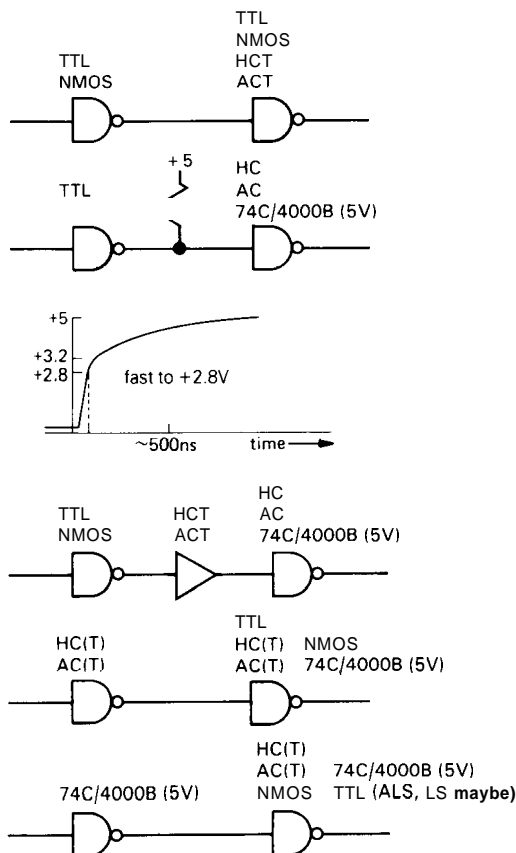 TTL
NMOS
TTL
NMOS
HCT
ACT
TTL
+5
HC
AC
74C/4000B (5V)
+5
+3.2
+2.8
fast to +2.8V
~500ns
time
TTL
NMOS
HCT
ACT
HC
AC
74C/4000B (5V)
HC(T)
AC(T)
TTL
HC(T) NMOS
AC(T) 74C/4000B (5V)
74C/4000B (5V)
HC(T)
AC(T) 74C/4000B (5V)
NMOS TTL (ALS, LS maybe)